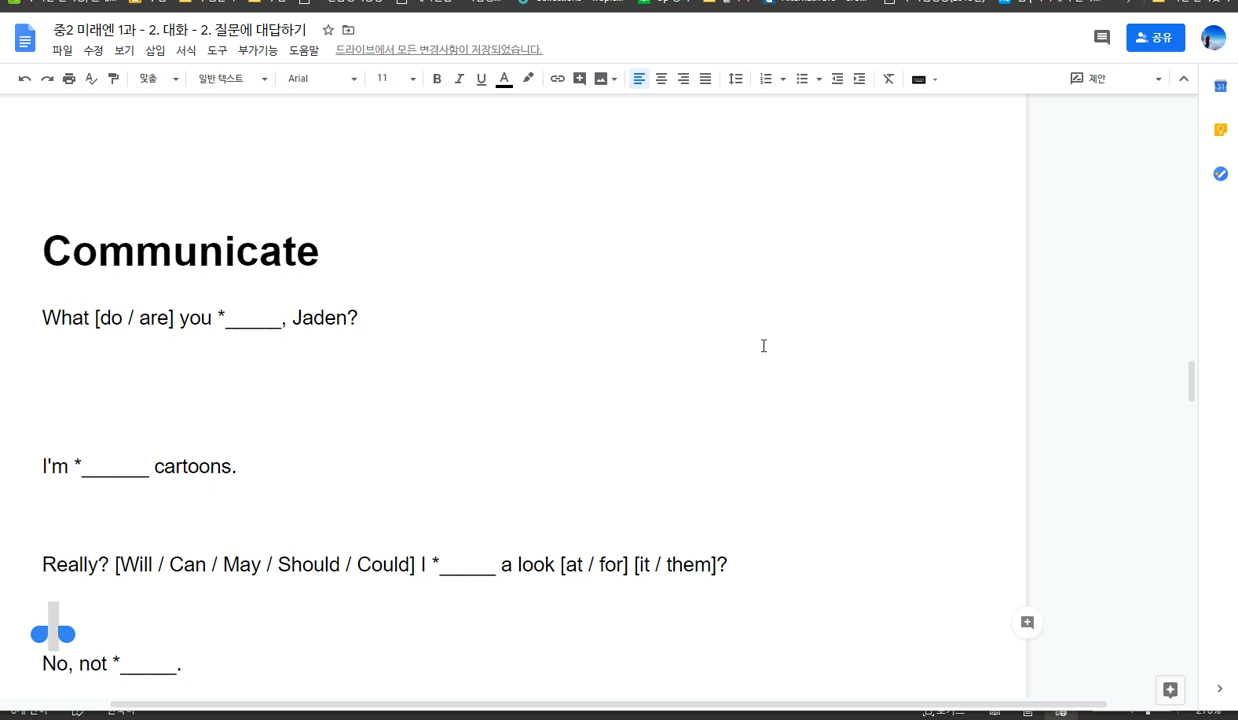 중2 미래엔 1과 - 2. 대화 - 2. 질문에 대답하기
공유
파일 수정 보기 삽입 서식 도구 부가기능 도움말 드라이브에서 모든 변경사항이 저장되었습니다.
맞춤 일반 텍스트 Arial 11 B I U A 제안
31
Communicate
What [do / are] you *_____, Jaden?
I'm *______ cartoons.
Really? [Will / Can / May / Should / Could] I *_____ a look [at / for] [it / them]?
No, not *_____.